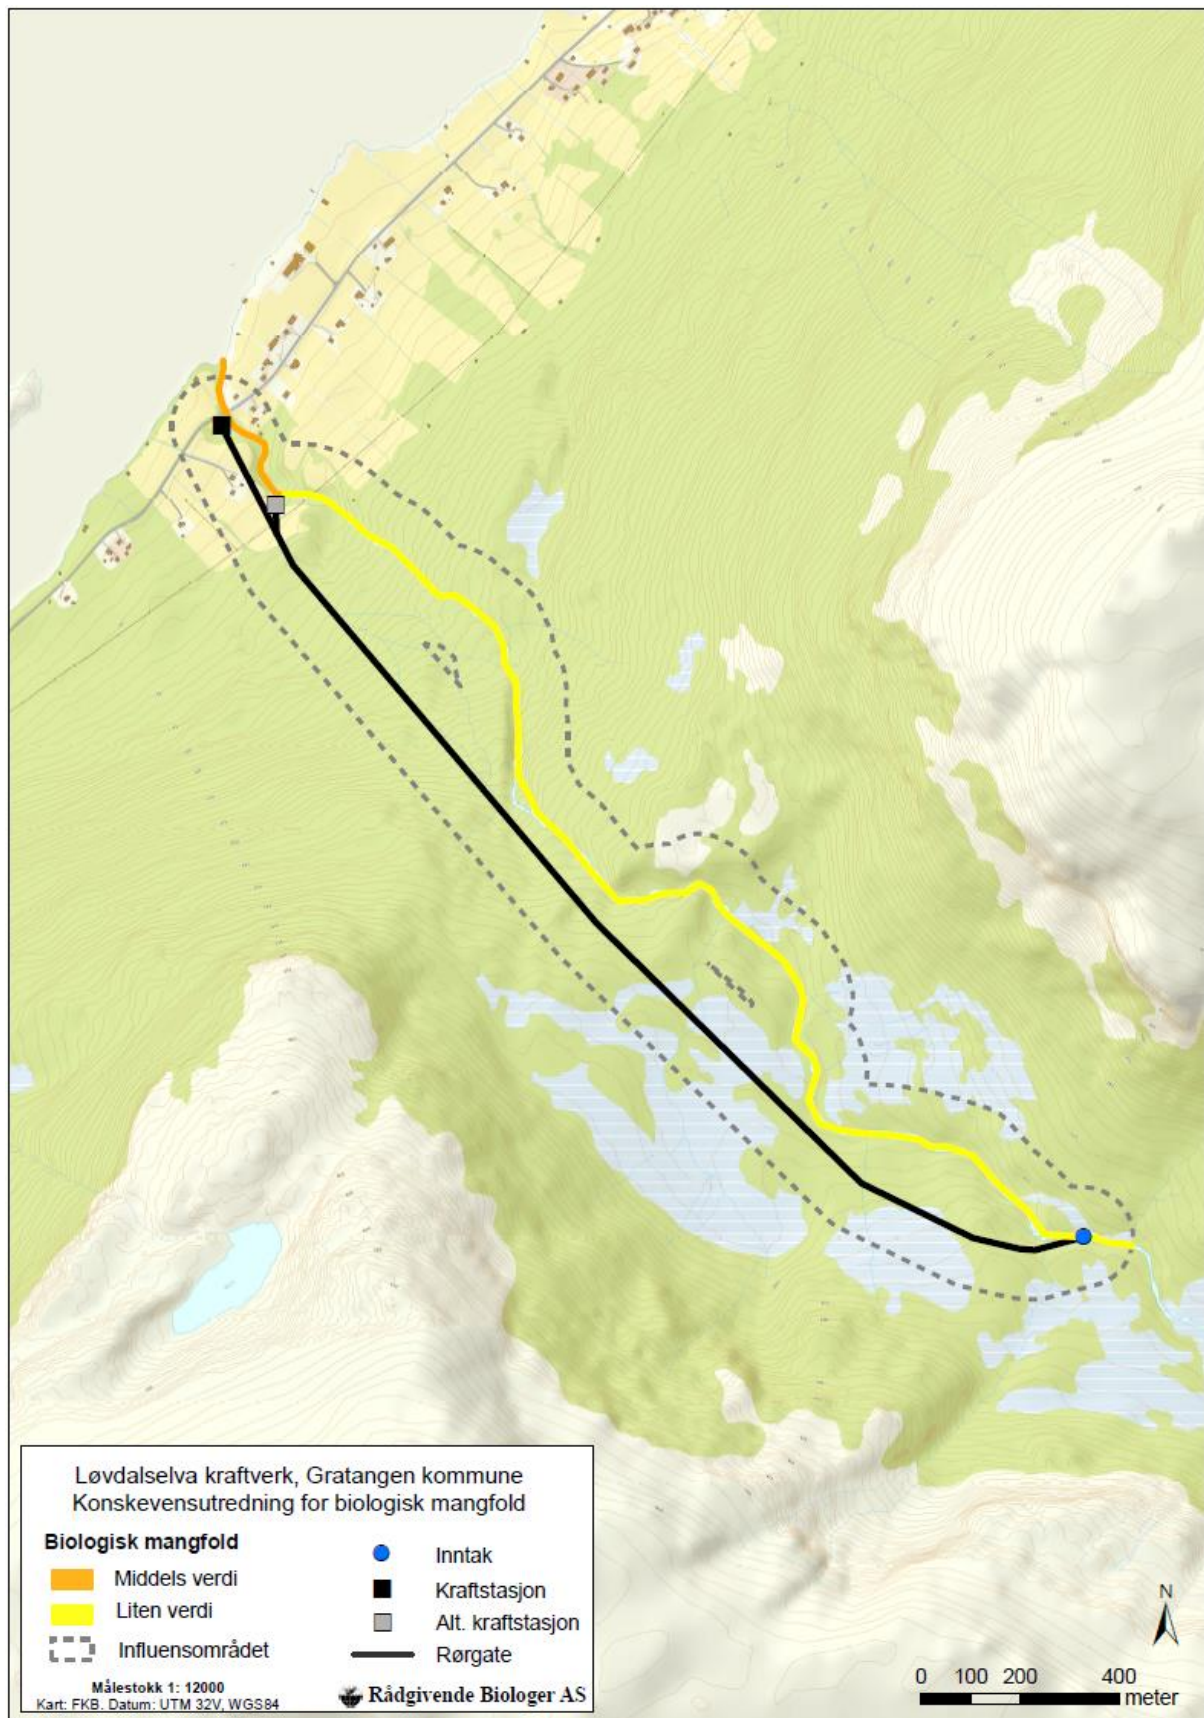 Løvdalselva kraftverk, Gratangen kommune
Konskevensutredning for biologisk mangfold
Biologisk mangfold
Middels verdi
Liten verdi
Influensområdet
Inntak
Kraftstasjon
Alt. kraftstasjon
Rørgate
Målestokk 1: 12000
Kart: FKB. Datum: UTM 32V, WGS84
Rådgivende Biologer AS
N
0 100 200 400
meter